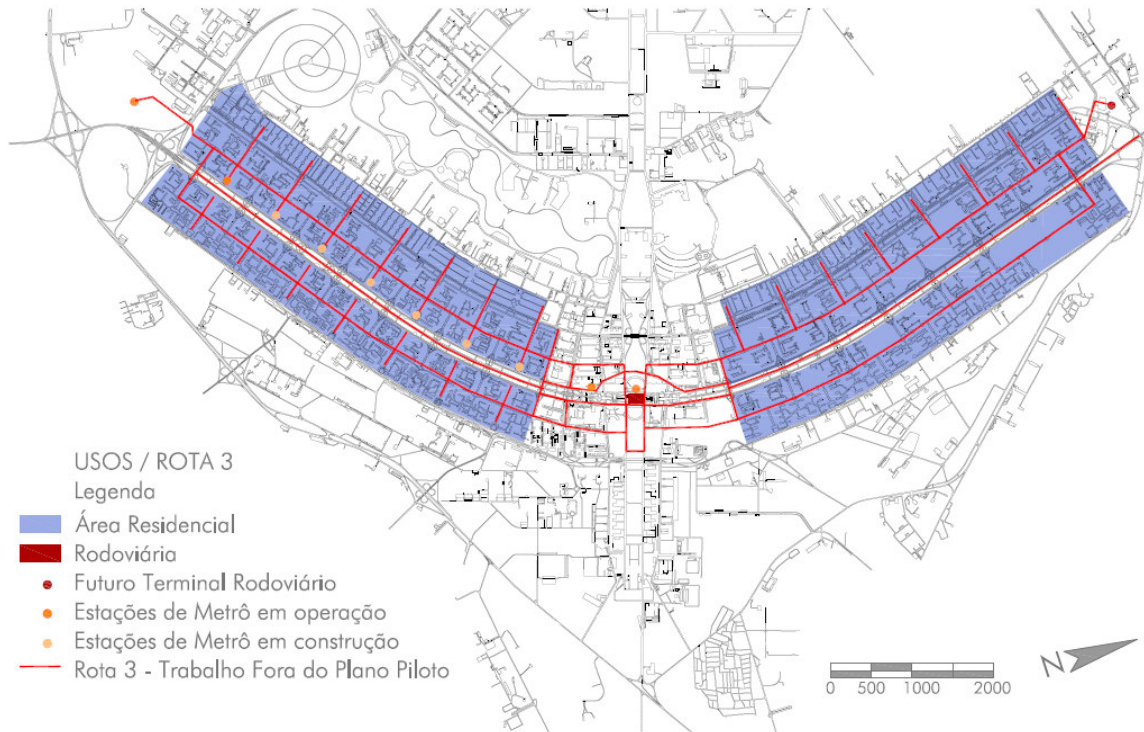 USOS / ROTA 3
Legenda
Área Residencial
Rodoviária
Futuro Terminal Rodoviário
Estações de Metrô em operação
Estações de Metrô em construção
Rota 3 - Trabalho Fora do Plano Piloto
0 500 1000 2000
N